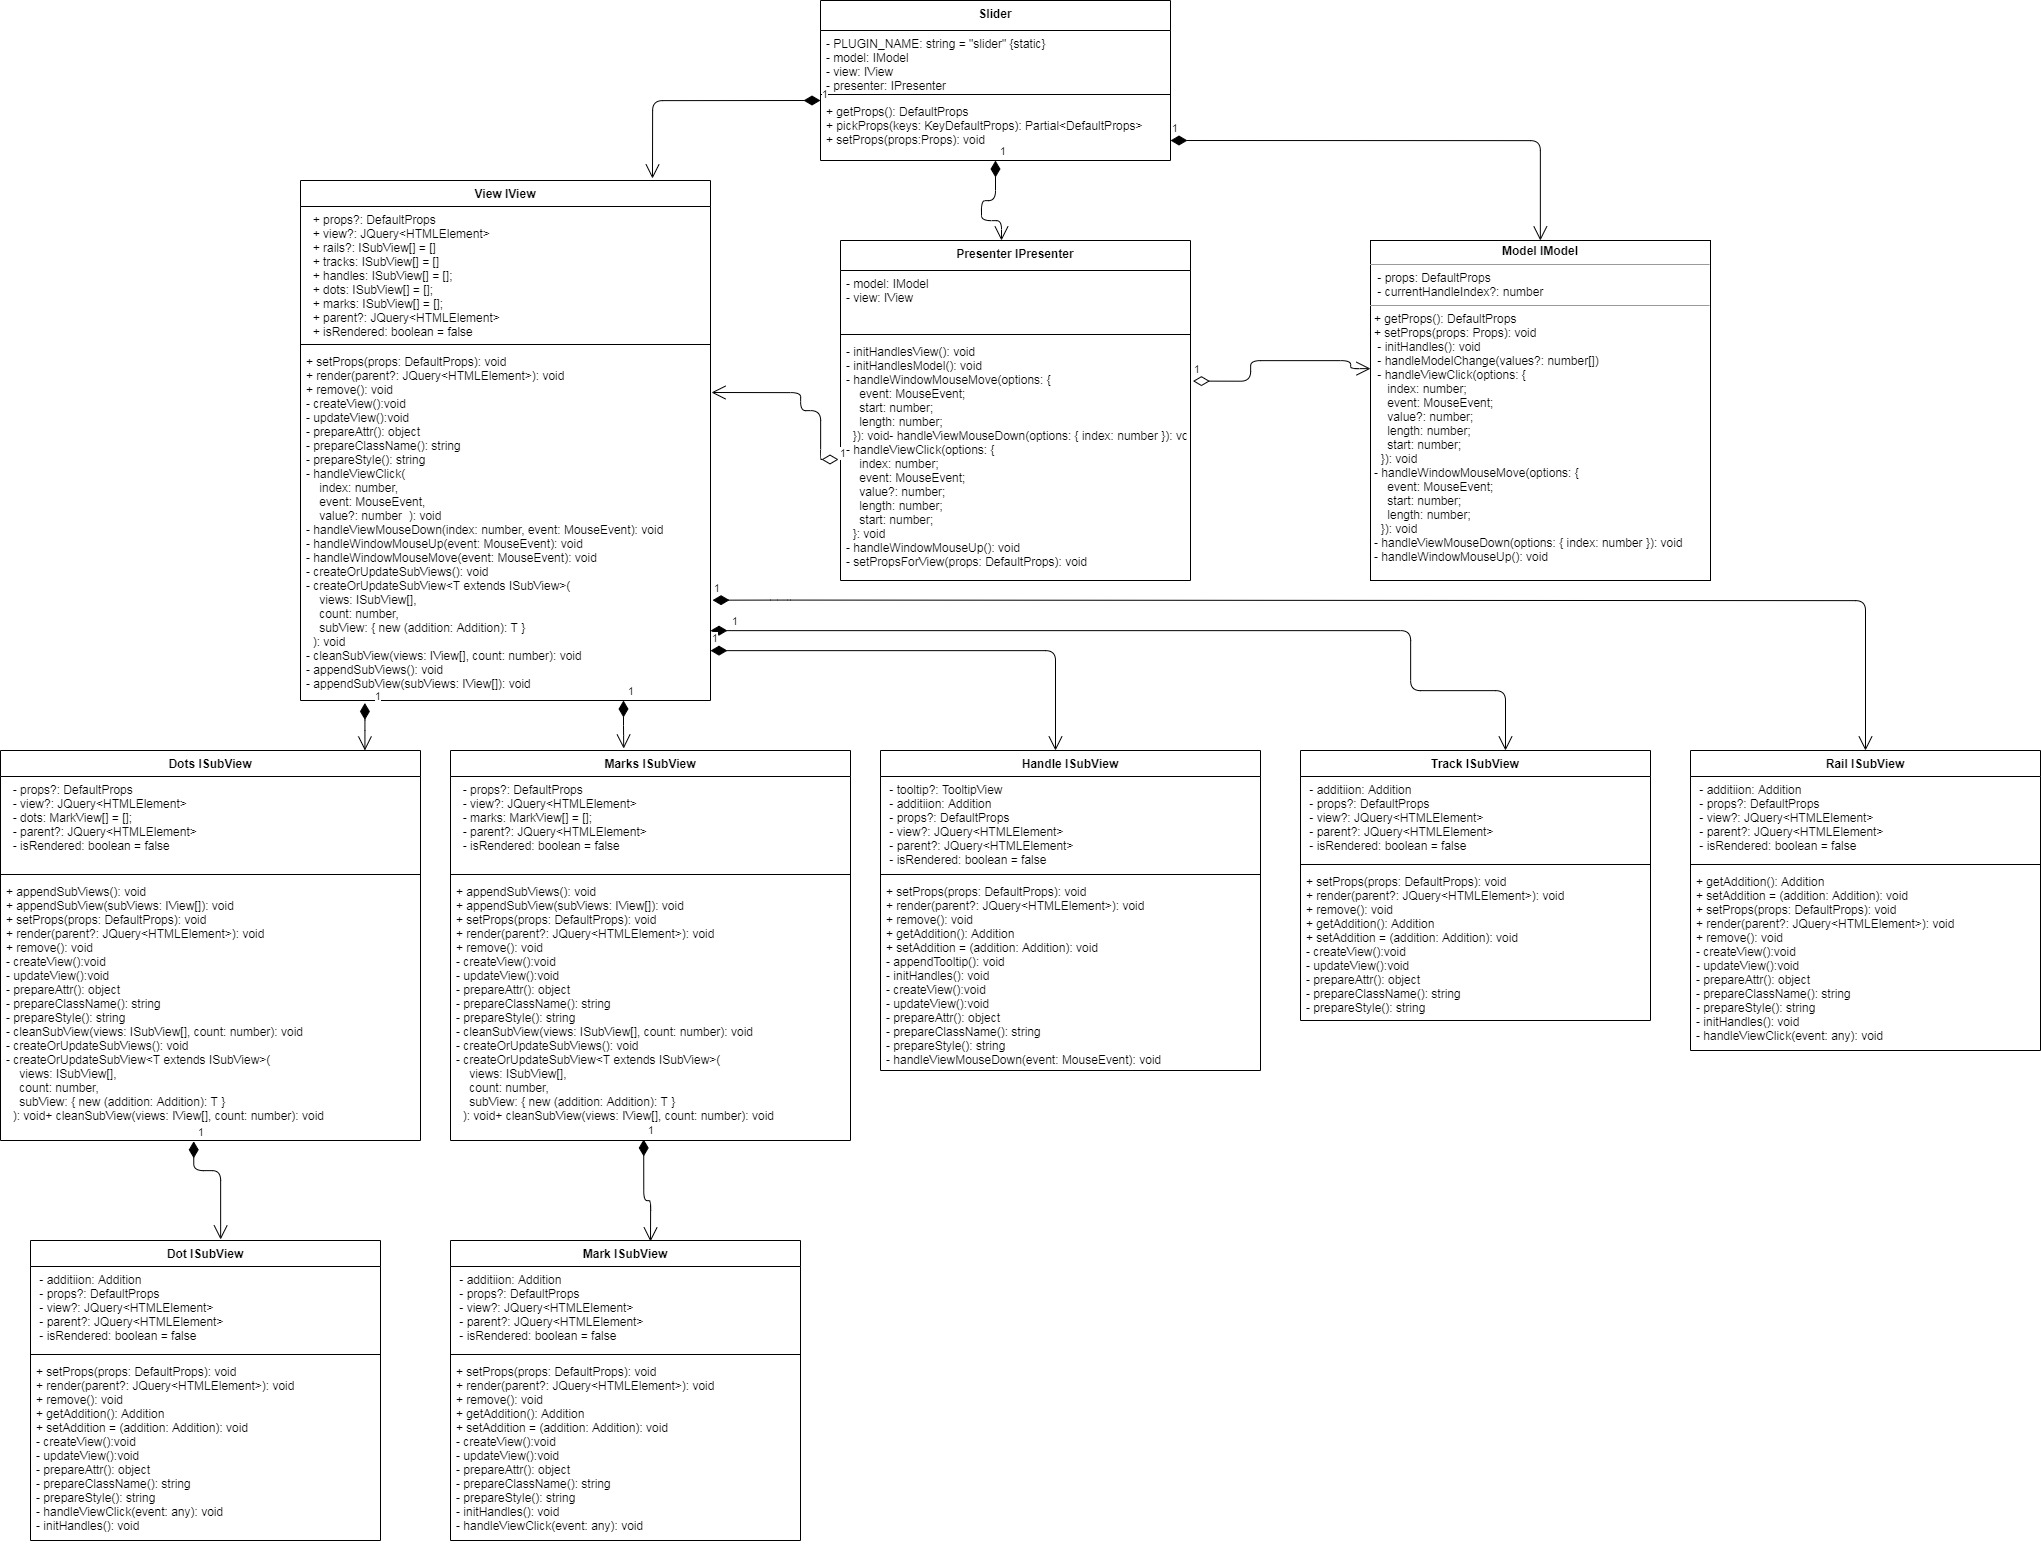 Slider
- PLUGIN_NAME: string = "slider" {static}
- model: IModel
- view: IView
- presenter: IPresenter
1
+ getProps(): DefaultProps
+ pickProps(keys: KeyDefaultProps): Partial<DefaultProps>
+ setProps(props:Props): void
1
1
View IView
+ props?: DefaultProps
+ view?: JQuery<HTMLElement>
+ rails?: ISubView[] = []
+ tracks: ISubView[] = []
+ handles: ISubView[] = [];
+ dots: ISubView[] = [];
+ marks: ISubView[] = [];
+ parent?: JQuery<HTMLElement>
+ isRendered: boolean = false
+ setProps(props: DefaultProps): void
+ render(parent?: JQuery<HTMLElement>): void
+ remove(): void
- createView():void
- updateView():void
- prepareAttr(): object
- prepareClassName(): string
- prepareStyle(): string
- handleViewClick(
index: number,
event: MouseEvent,
value?: number ): void
- handleViewMouseDown(index: number, event: MouseEvent): void
- handleWindowMouseUp(event: MouseEvent): void
- handleWindowMouseMove(event: MouseEvent): void
- createOrUpdateSubViews(): void
- createOrUpdateSubView<T extends ISubView>(
views: ISubView[],
count: number,
subView: { new (addition: Addition): T }
): void
- cleanSubView(views: IView[], count: number): void
- appendSubViews(): void
- appendSubView(subViews: IView[]): void
1
1
1
1
1
Presenter IPresenter
- model: IModel
- view: IView
- initHandlesView(): void
- initHandlesModel(): void
- handleWindowMouseMove(options: {
event: MouseEvent;
start: number;
length: number;
}): void- handleViewMouseDown(options: { index: number }): vc
- handleViewClick(options: {
index: number;
event: MouseEvent;
value?: number;
length: number;
start: number;
}: void
- handleWindowMouseUp(): void
- setPropsForView(props: DefaultProps): void
1
1
Model IModel
- props: DefaultProps
- currentHandleIndex?: number
+ getProps(): DefaultProps
+ setProps(props: Props): void
- initHandles(): void
- handleModelChange(values?: number[])
- handleViewClick(options: {
index: number;
event: MouseEvent;
value?: number;
length: number;
start: number;
}): void
- handleWindowMouseMove(options: {
event: MouseEvent;
start: number;
length: number;
}): void
- handleViewMouseDown(options: { index: number }): void
- handleWindowMouseUp(): void
Dots ISubView
- props?: DefaultProps
- view?: JQuery<HTMLElement>
- dots: MarkView[] = [];
- parent?: JQuery<HTMLElement>
- isRendered: boolean = false
+ appendSubViews(): void
+ appendSubView(subViews: IView[]): void
+ setProps(props: DefaultProps): void
+ render(parent?: JQuery<HTMLElement>): void
+ remove(): void
- createView():void
- updateView():void
- prepareAttr(): object
- prepareClassName(): string
- prepareStyle(): string
- cleanSubView(views: ISubView[], count: number): void
- createOrUpdateSubViews(): void
- createOrUpdateSubView<T extends ISubView>(
views: ISubView[],
count: number,
subView: { new (addition: Addition): T }
): void+ cleanSubView(views: IView[], count: number): void
1
Marks ISubView
- props?: DefaultProps
- view?: JQuery<HTMLElement>
- marks: MarkView[] = [];
- parent?: JQuery<HTMLElement>
- isRendered: boolean = false
+ appendSubViews(): void
+ appendSubView(subViews: IView[]): void
+ setProps(props: DefaultProps): void
+ render(parent?: JQuery<HTMLElement>): void
+ remove(): void
- createView():void
- updateView():void
- prepareAttr(): object
- prepareClassName(): string
- prepareStyle(): string
- cleanSubView(views: ISubView[], count: number): void
- createOrUpdateSubViews(): void
- createOrUpdateSubView<T extends ISubView>(
views: ISubView[],
count: number,
subView: { new (addition: Addition): T }
): void+ cleanSubView(views: IView[], count: number): void
1
Handle ISubView
- tooltip?: TooltipView
- additiion: Addition
- props?: DefaultProps
- view?: JQuery<HTMLElement>
- parent?: JQuery<HTMLElement>
- isRendered: boolean = false
+ setProps(props: DefaultProps): void
+ render(parent?: JQuery<HTMLElement>): void
+ remove(): void
+ getAddition(): Addition
+ setAddition = (addition: Addition): void
- appendTooltip(): void
- initHandles(): void
- createView():void
- updateView():void
- prepareAttr(): object
- prepareClassName(): string
- prepareStyle(): string
- handleViewMouseDown(event: MouseEvent): void
Track ISubView
- additiion: Addition
- props?: DefaultProps
- view?: JQuery<HTMLElement>
- parent?: JQuery<HTMLElement>
- isRendered: boolean = false
+ setProps(props: DefaultProps): void
+ render(parent?: JQuery<HTMLElement>): void
+ remove(): void
+ getAddition(): Addition
+ setAddition = (addition: Addition): void
- createView():void
- updateView():void
- prepareAttr(): object
- prepareClassName(): string
- prepareStyle(): string
Rail ISubView
- additiion: Addition
- props?: DefaultProps
- view?: JQuery<HTMLElement>
- parent?: JQuery<HTMLElement>
- isRendered: boolean = false
+ getAddition(): Addition
+ setAddition = (addition: Addition): void
+ setProps(props: DefaultProps): void
+ render(parent?: JQuery<HTMLElement>): void
+ remove(): void
- createView():void
- updateView():void
- prepareAttr(): object
- prepareClassName(): string
- prepareStyle(): string
- initHandles(): void
- handleViewClick(event: any): void
Dot ISubView
- additiion: Addition
- props?: DefaultProps
- view?: JQuery<HTMLElement>
- parent?: JQuery<HTMLElement>
- isRendered: boolean = false
+ setProps(props: DefaultProps): void
+ render(parent?: JQuery<HTMLElement>): void
+ remove(): void
+ getAddition(): Addition
+ setAddition = (addition: Addition): void
- createView():void
- updateView():void
- prepareAttr(): object
- prepareClassName(): string
- prepareStyle(): string
- handleViewClick(event: any): void
- initHandles(): void
Mark ISubView
- additiion: Addition
- props?: DefaultProps
- view?: JQuery<HTMLElement>
- parent?: JQuery<HTMLElement>
- isRendered: boolean = false
+ setProps(props: DefaultProps): void
+ render(parent?: JQuery<HTMLElement>): void
+ remove(): void
+ getAddition(): Addition
+ setAddition = (addition: Addition): void
- createView():void
- updateView():void
- prepareAttr(): object
- prepareClassName(): string
- prepareStyle(): string
- initHandles(): void
- handleViewClick(event: any): void